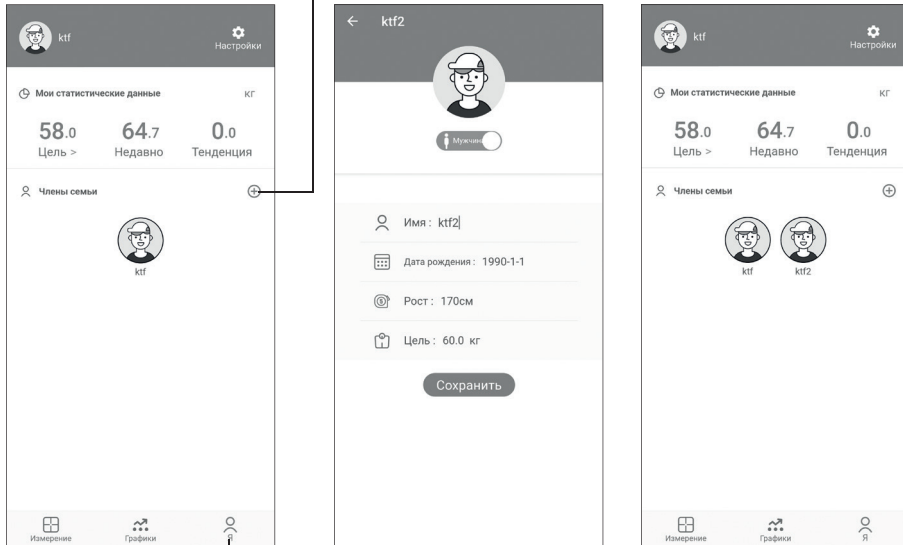 ktf
Настройки
Мои статистические данные
кг
58.0
64.7
0.0
Цель >
Недавно
Тенденция
Члены семьи
ktf
Измерение
Графики
Я
ktf2
Мужчина
Имя : ktf2
Дата рождения : 1990-1-1
Рост : 170см
Цель : 60.0 кг
Сохранить
ktf
Настройки
Мои статистические данные
кг
58.0
64.7
0.0
Цель >
Недавно
Тенденция
Члены семьи
ktf
ktf2
Измерение
Графики
Я